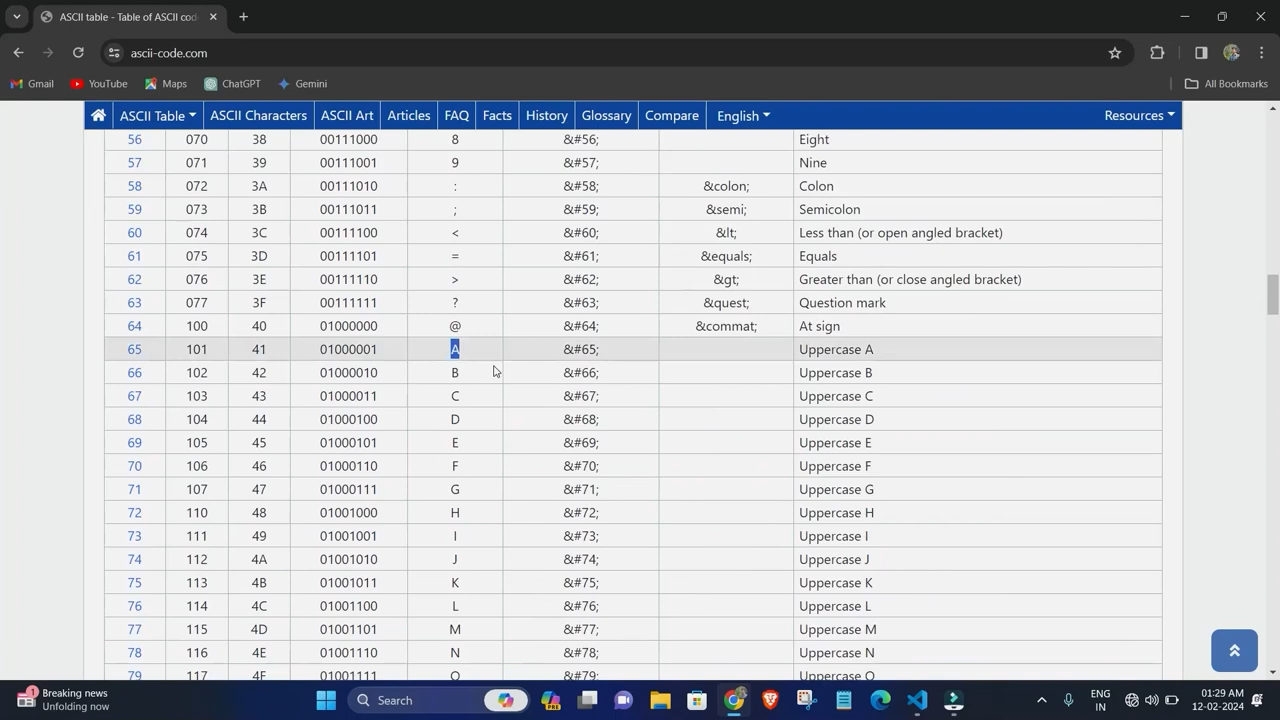 ASCII table - Table of ASCII cod
ascii-code.com
Gmail YouTube Maps ChatGPT Gemini All Bookmarks
ASCII Table ASCII Characters ASCII Art Articles FAQ Facts History Glossary Compare English Resources
56 070 38 00111000 8 &#56; Eight
57 071 39 00111001 9 &#57; Nine
58 072 3A 00111010 : &#58; &colon; Colon
59 073 3B 00111011 ; &#59; &semi; Semicolon
60 074 3C 00111100 < &#60; &lt; Less than (or open angled bracket)
61 075 3D 00111101 = &#61; &equals; Equals
62 076 3E 00111110 > &#62; &gt; Greater than (or close angled bracket)
63 077 3F 00111111 ? &#63; &quest; Question mark
64 100 40 01000000 @ &#64; &commat; At sign
65 101 41 01000001 A &#65; Uppercase A
66 102 42 01000010 B &#66; Uppercase B
67 103 43 01000011 C &#67; Uppercase C
68 104 44 01000100 D &#68; Uppercase D
69 105 45 01000101 E &#69; Uppercase E
70 106 46 01000110 F &#70; Uppercase F
71 107 47 01000111 G &#71; Uppercase G
72 110 48 01001000 H &#72; Uppercase H
73 111 49 01001001 I &#73; Uppercase I
74 112 4A 01001010 J &#74; Uppercase J
75 113 4B 01001011 K &#75; Uppercase K
76 114 4C 01001100 L &#76; Uppercase L
77 115 4D 01001101 M &#77; Uppercase M
78 116 4E 01001110 N &#78; Uppercase N
79 117 4F 01001111 O &#79; Uppercase O
1 Breaking news
Unfolding now
Search
ENG
IN
01:29 AM
12-02-2024